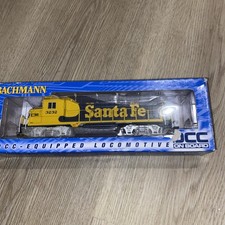 BACHMANN
Santa Fe
DCC
ON BOARD
DCC-EQUIPPED LOCOMOTIVE